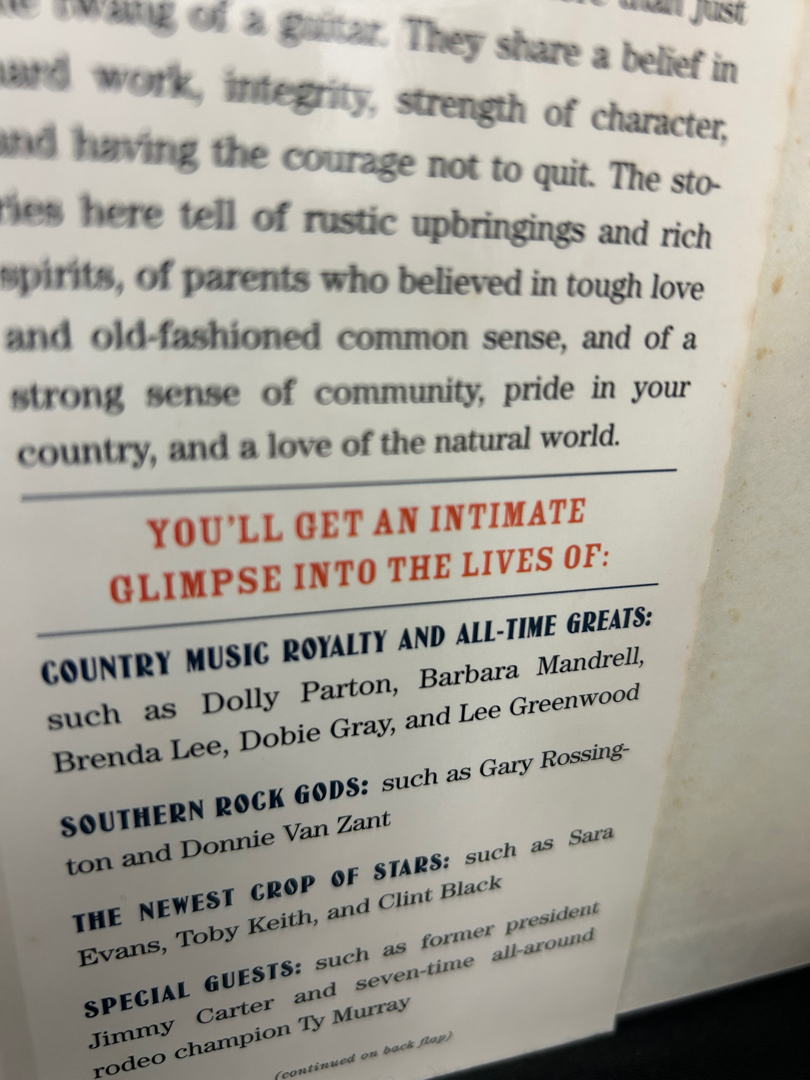 twang of a guitar. They share a belief in
hard work, integrity, strength of character,
and having the courage not to quit. The sto-
ries here tell of rustic upbringings and rich
spirits, of parents who believed in tough love
and old-fashioned common sense, and of a
strong sense of community, pride in your
country, and a love of the natural world.
YOU'LL GET AN INTIMATE
GLIMPSE INTO THE LIVES OF:
COUNTRY MUSIC ROYALTY AND ALL-TIME GREATS:
such as Dolly Parton, Barbara Mandrell,
Brenda Lee, Dobie Gray, and Lee Greenwood
SOUTHERN ROCK GODS: such as Gary Rossing-
ton and Donnie Van Zant
THE NEWEST CROP OF STARS: such as Sara
Evans, Toby Keith, and Clint Black
SPECIAL GUESTS: such as former president
Jimmy Carter and seven-time all-around
rodeo champion Ty Murray
(continued on back flap)